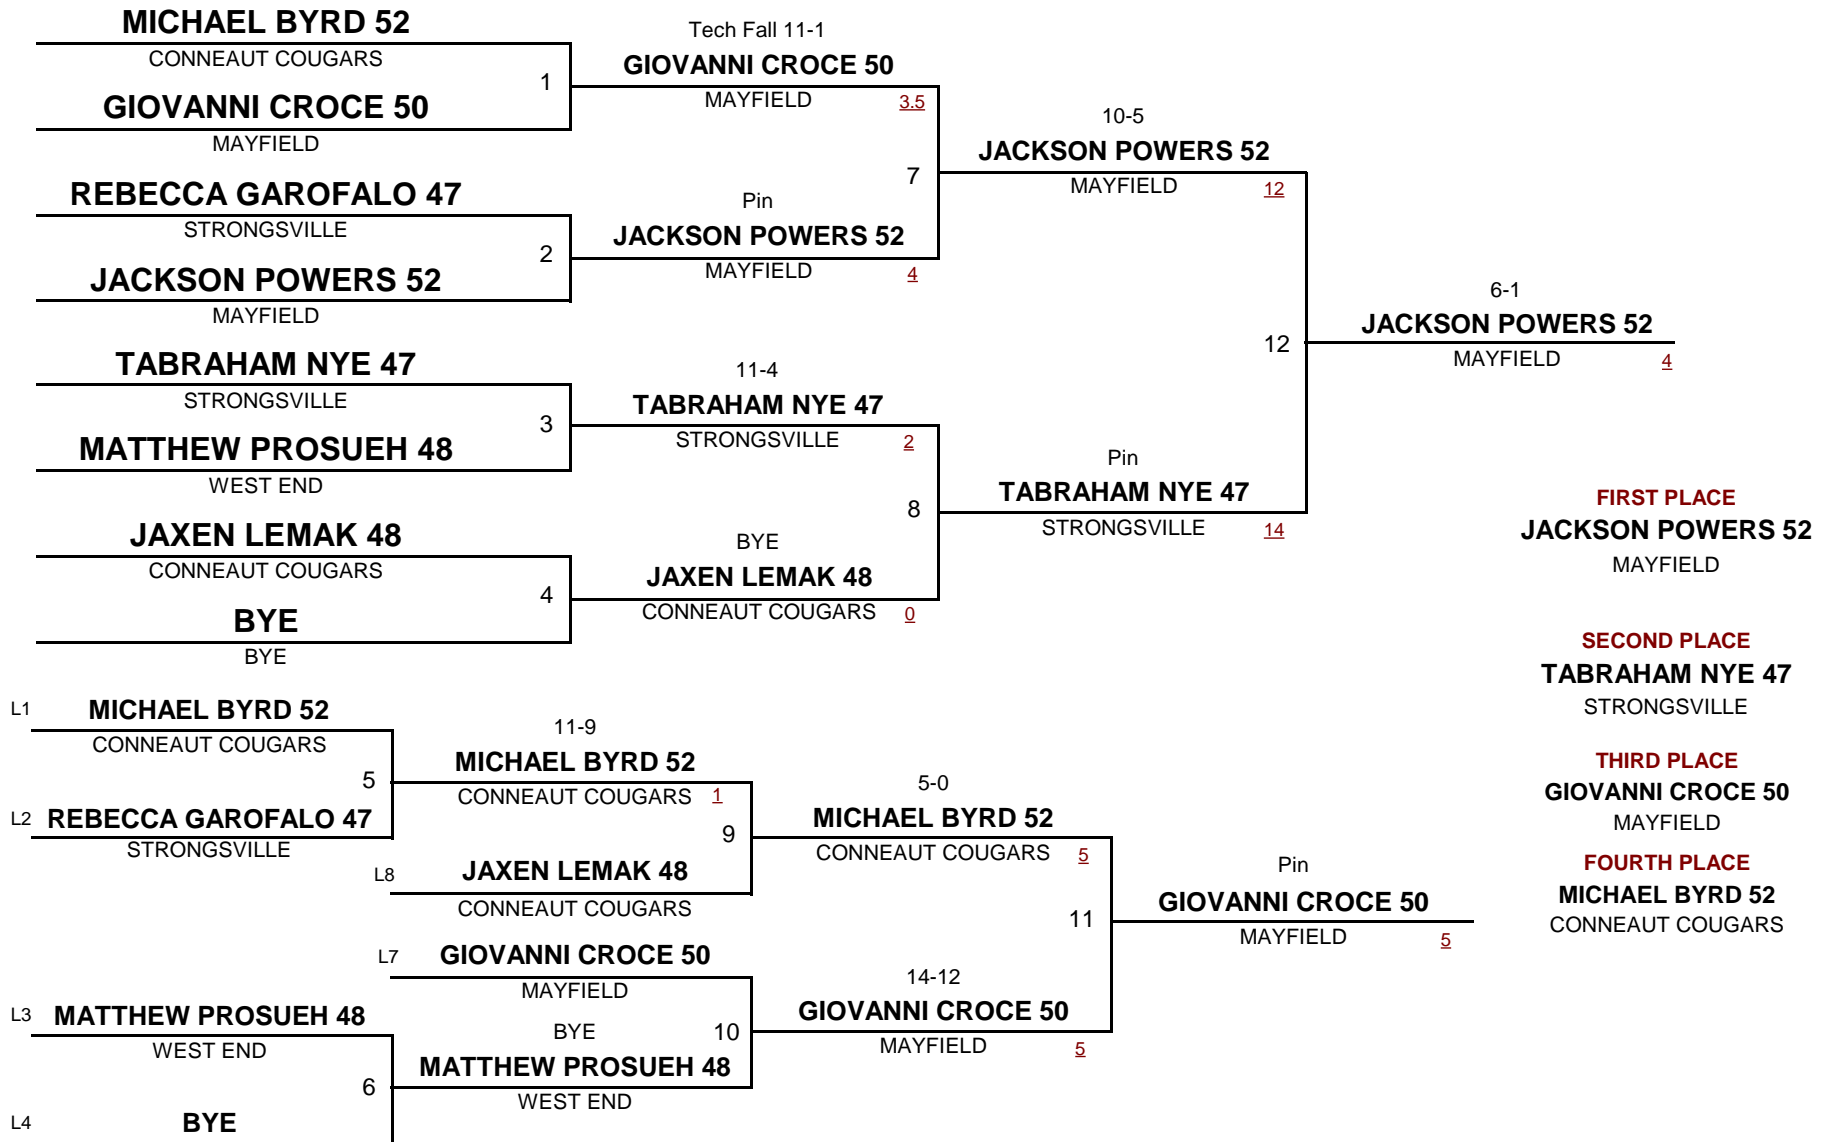 MICHAEL BYRD 52
CONNEAUT COUGARS
1
GIOVANNI CROCE 50
MAYFIELD
Tech Fall 11-1
GIOVANNI CROCE 50
MAYFIELD 3.5
REBECCA GAROFALO 47
STRONGSVILLE
2
JACKSON POWERS 52
MAYFIELD
Pin
JACKSON POWERS 52
MAYFIELD 4
7
10-5
JACKSON POWERS 52
MAYFIELD 12
TABRAHAM NYE 47
STRONGSVILLE
3
MATTHEW PROSUEH 48
WEST END
11-4
TABRAHAM NYE 47
STRONGSVILLE 2
JAXEN LEMAK 48
CONNEAUT COUGARS
4
BYE
BYE
BYE
JAXEN LEMAK 48
CONNEAUT COUGARS 0
8
Pin
TABRAHAM NYE 47
STRONGSVILLE 14
12
6-1
JACKSON POWERS 52
MAYFIELD 4
FIRST PLACE
JACKSON POWERS 52
MAYFIELD
SECOND PLACE
TABRAHAM NYE 47
STRONGSVILLE
THIRD PLACE
GIOVANNI CROCE 50
MAYFIELD
FOURTH PLACE
MICHAEL BYRD 52
CONNEAUT COUGARS
L1 MICHAEL BYRD 52
CONNEAUT COUGARS
5
L2 REBECCA GAROFALO 47
STRONGSVILLE
11-9
MICHAEL BYRD 52
CONNEAUT COUGARS 1
9
L8 JAXEN LEMAK 48
CONNEAUT COUGARS
5-0
MICHAEL BYRD 52
CONNEAUT COUGARS 5
L7 GIOVANNI CROCE 50
MAYFIELD
L3 MATTHEW PROSUEH 48
WEST END
6
L4 BYE
BYE
10
MATTHEW PROSUEH 48
WEST END
14-12
GIOVANNI CROCE 50
MAYFIELD 5
11
Pin
GIOVANNI CROCE 50
MAYFIELD 5